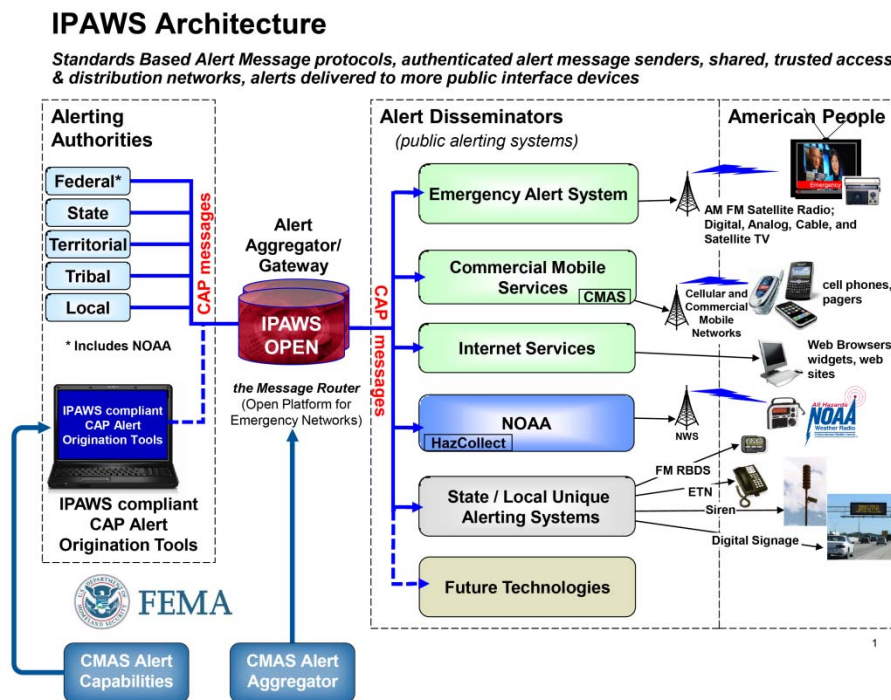 IPAWS Architecture
Standards Based Alert Message protocols, authenticated alert message senders, shared, trusted access
& distribution networks, alerts delivered to more public interface devices
Alerting
Authorities
Federal*
State
Territorial
Tribal
Local
* Includes NOAA
CAP messages
IPAWS compliant
CAP Alert
Origination Tools
IPAWS compliant
CAP Alert
Origination Tools
Alert
Aggregator/
Gateway
IPAWS
OPEN
the Message Router
(Open Platform for
Emergency Networks)
CAP messages
Alert Disseminators
(public alerting systems)
Emergency Alert System
Commercial Mobile
Services
CMAS
Internet Services
NOAA
HazCollect
State / Local Unique
Alerting Systems
Future Technologies
American People
Emergency
AM FM Satellite Radio;
Digital, Analog, Cable, and
Satellite TV
Cellular and
Commercial
Mobile
Networks
cell phones,
pagers
Web Browsers
widgets, web
sites
NWS
All Hazards
NOAA
Weather Radio
FM RBDS
ETN
Siren
Digital Signage
FEMA
CMAS Alert
Capabilities
CMAS Alert
Aggregator
1